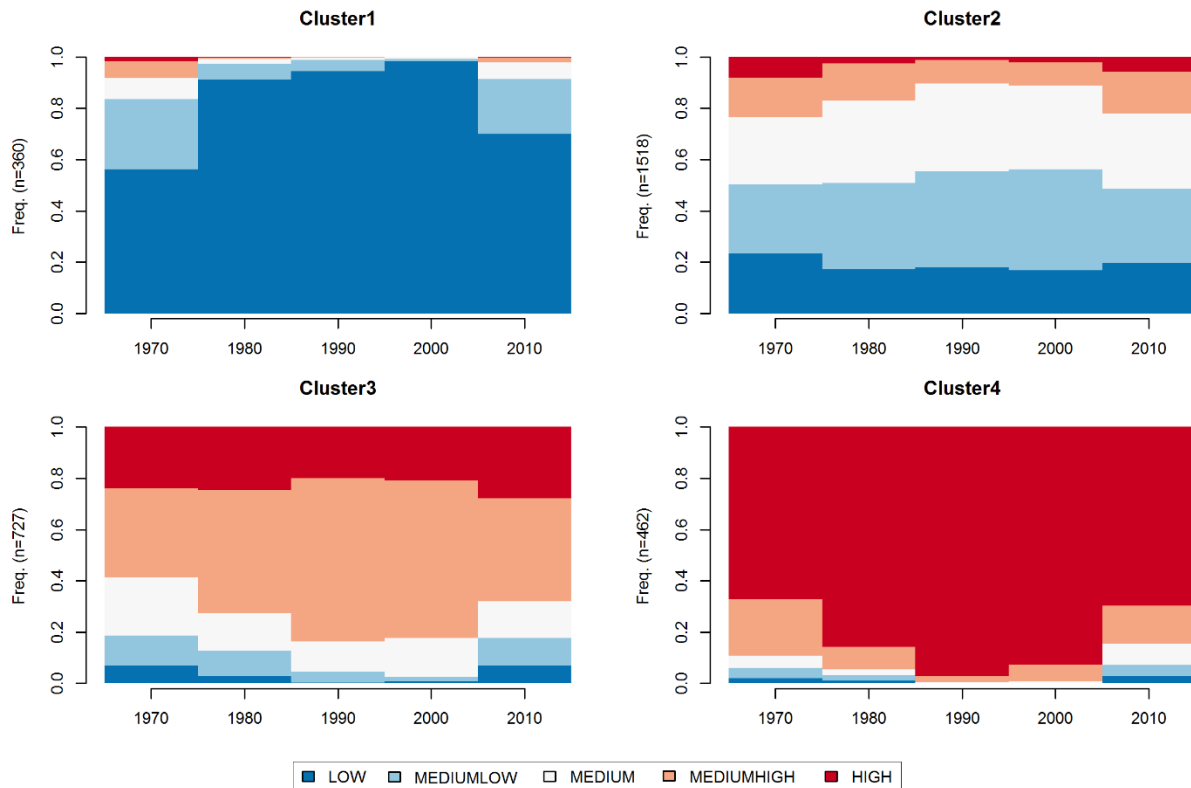 Cluster1
Cluster2
Freq. (n=360)
0.0 0.2 0.4 0.6 0.8 1.0
1970 1980 1990 2000 2010
Freq. (n=1518)
0.0 0.2 0.4 0.6 0.8 1.0
1970 1980 1990 2000 2010
Cluster3
Cluster4
Freq. (n=727)
0.0 0.2 0.4 0.6 0.8 1.0
1970 1980 1990 2000 2010
Freq. (n=462)
0.0 0.2 0.4 0.6 0.8 1.0
1970 1980 1990 2000 2010
LOW MEDIUMLOW MEDIUM MEDIUMHIGH HIGH